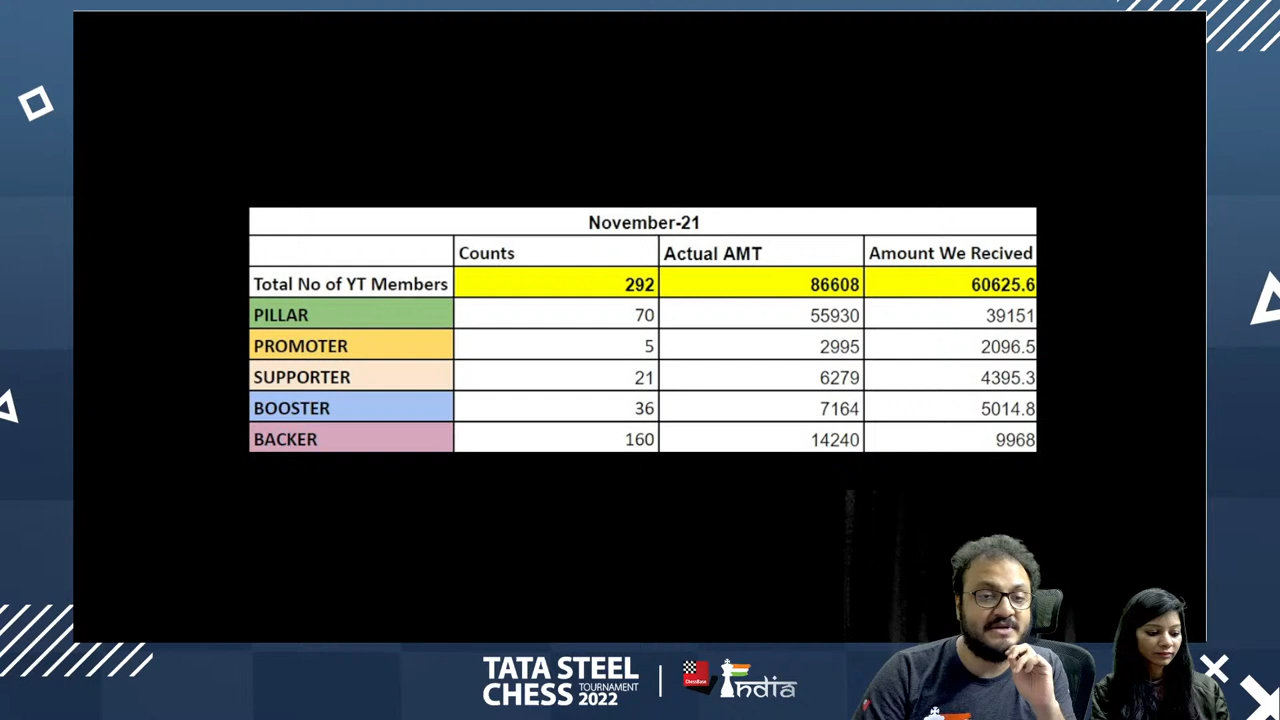 November-21
Counts Actual AMT Amount We Recived
Total No of YT Members 292 86608 60625.6
PILLAR 70 55930 39151
PROMOTER 5 2995 2096.5
SUPPORTER 21 6279 4395.3
BOOSTER 36 7164 5014.8
BACKER 160 14240 9968
TATA STEEL
CHESS TOURNAMENT 2022
ChessBase
India